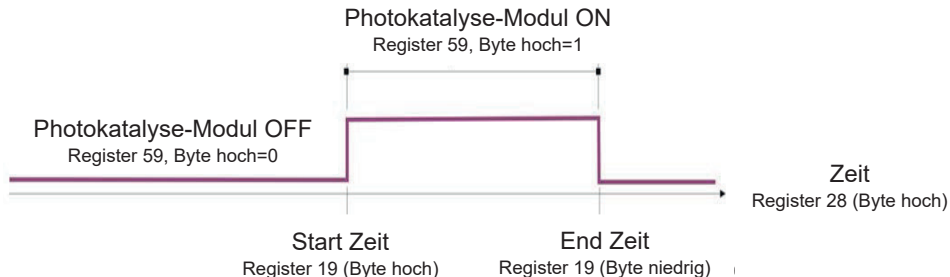 Photokatalyse-Modul ON
Register 59, Byte hoch=1
Photokatalyse-Modul OFF
Register 59, Byte hoch=0
Zeit
Register 28 (Byte hoch)
Start Zeit
Register 19 (Byte hoch)
End Zeit
Register 19 (Byte niedrig)